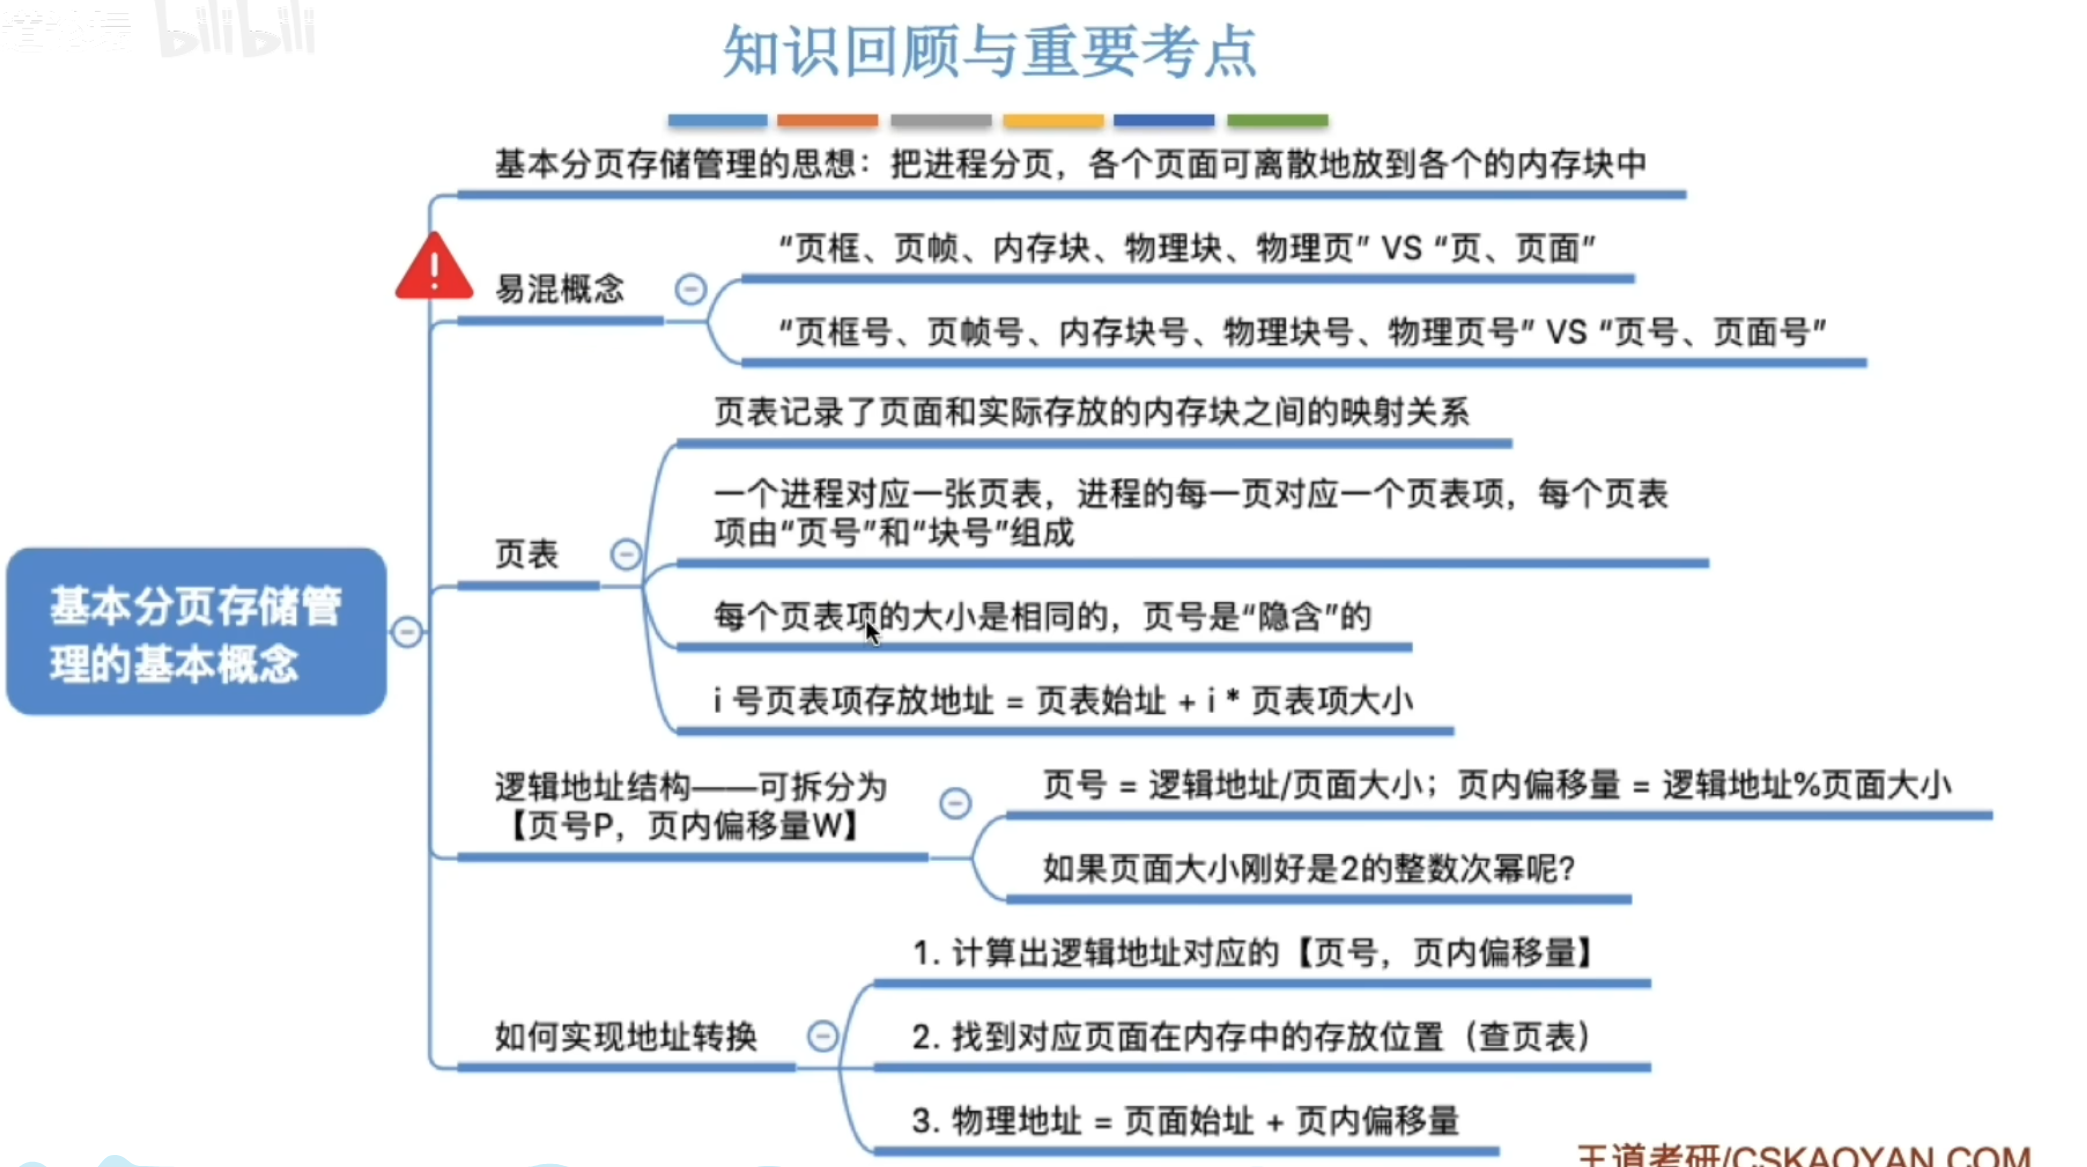 bilibili
知识回顾与重要考点
基本分页存储管理的思想：把进程分页，各个页面可离散地放到各个的内存块中
易混概念
“页框、页帧、内存块、物理块、物理页” VS “页、页面”
“页框号、页帧号、内存块号、物理块号、物理页号” VS “页号、页面号”
页表
页表记录了页面和实际存放的内存块之间的映射关系
一个进程对应一张页表，进程的每一页对应一个页表项，每个页表
项由“页号”和“块号”组成
每个页表项的大小是相同的，页号是“隐含”的
i 号页表项存放地址 = 页表始址 + i * 页表项大小
基本分页存储管
理的基本概念
逻辑地址结构——可拆分为
【页号P，页内偏移量W】
页号 = 逻辑地址/页面大小；页内偏移量 = 逻辑地址%页面大小
如果页面大小刚好是2的整数次幂呢？
如何实现地址转换
1. 计算出逻辑地址对应的【页号，页内偏移量】
2. 找到对应页面在内存中的存放位置（查页表）
3. 物理地址 = 页面始址 + 页内偏移量
王道考研/CSKAOYAN.COM